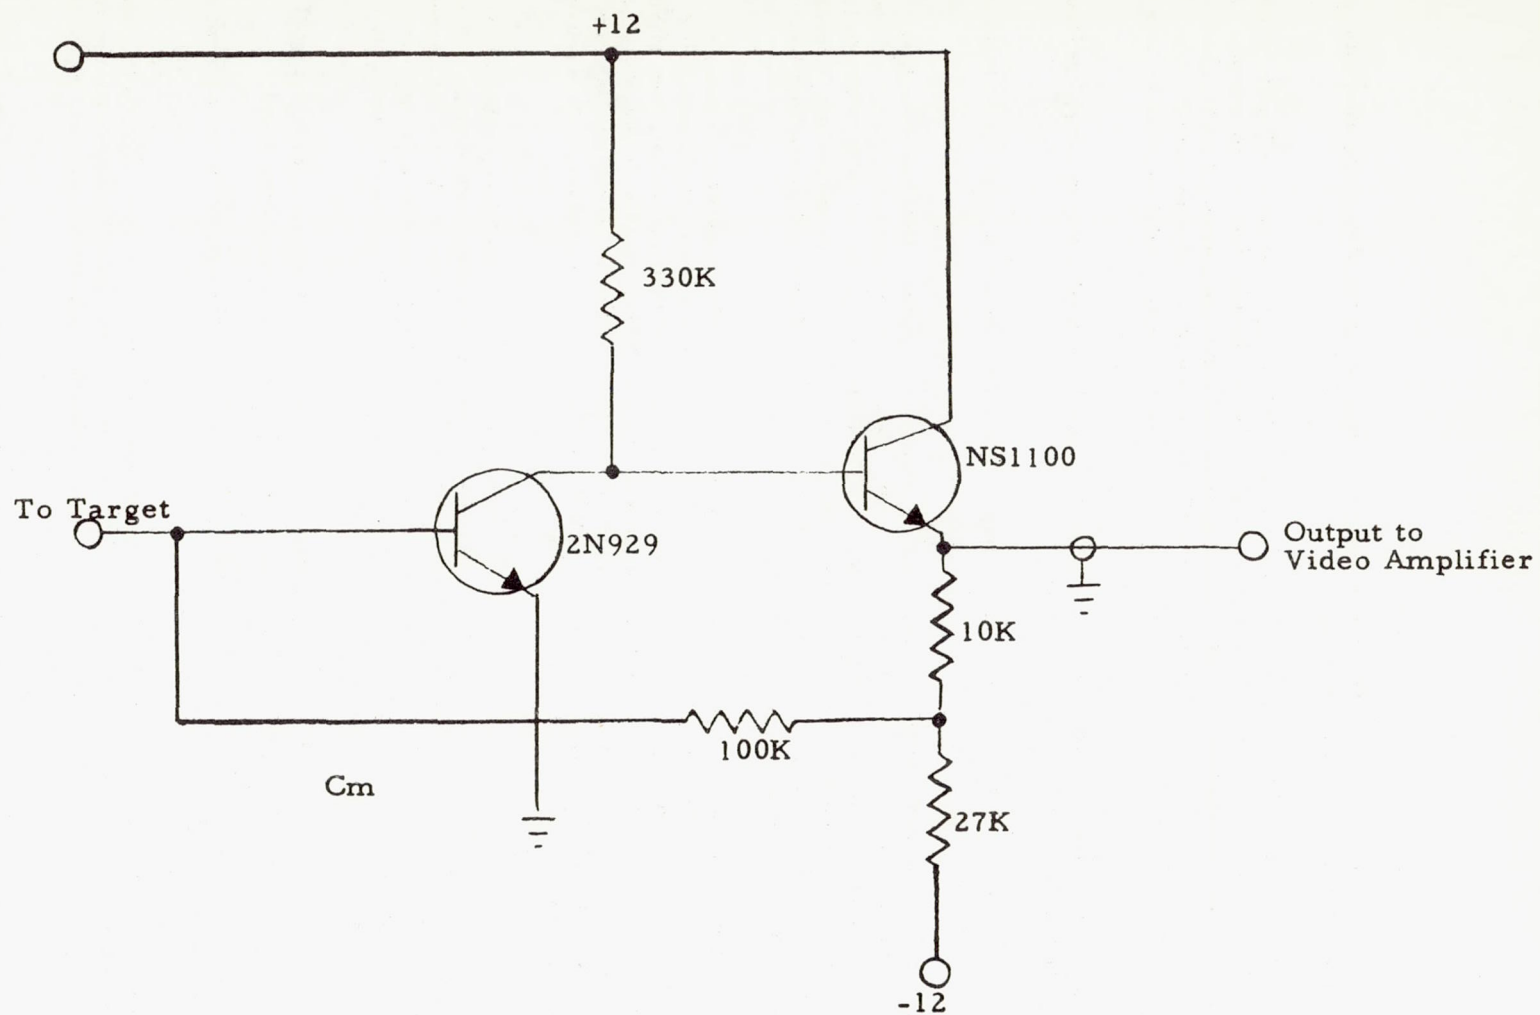 +12
330K
NS1100
To Target
2N929
Output to
Video Amplifier
10K
100K
Cm
27K
-12